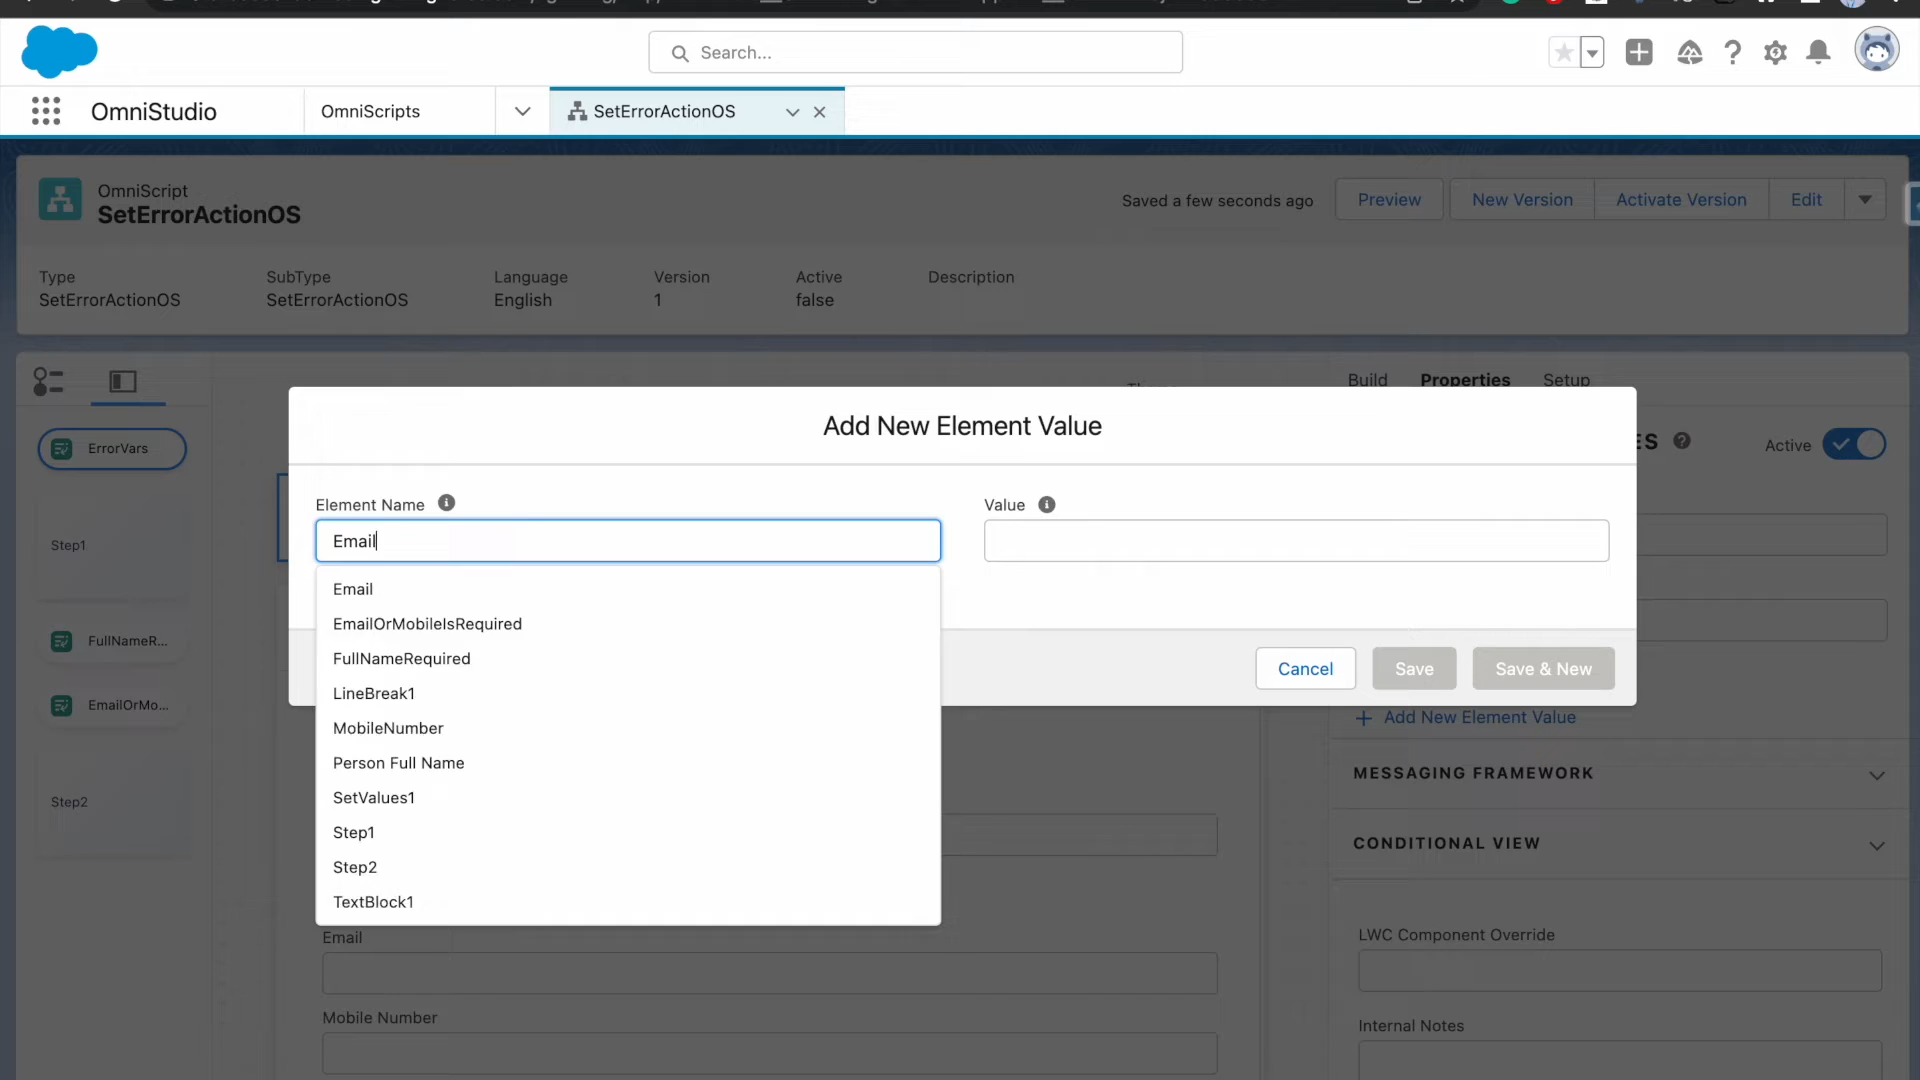 Search...
OmniStudio
OmniScripts
SetErrorActionOS
OmniScript
SetErrorActionOS
Saved a few seconds ago
Preview
New Version
Activate Version
Edit
Type
SubType
Language
Version
Active
Description
SetErrorActionOS
SetErrorActionOS
English
1
false
Build
Properties
Setup
Add New Element Value
ES
Active
ErrorVars
Element Name
Value
Email
Step1
Email
EmailOrMobileIsRequired
FullNameR...
FullNameRequired
Cancel
Save
Save & New
LineBreak1
EmailOrMo...
MobileNumber
Add New Element Value
Person Full Name
MESSAGING FRAMEWORK
SetValues1
Step2
Step1
CONDITIONAL VIEW
Step2
TextBlock1
Email
LWC Component Override
Mobile Number
Internal Notes